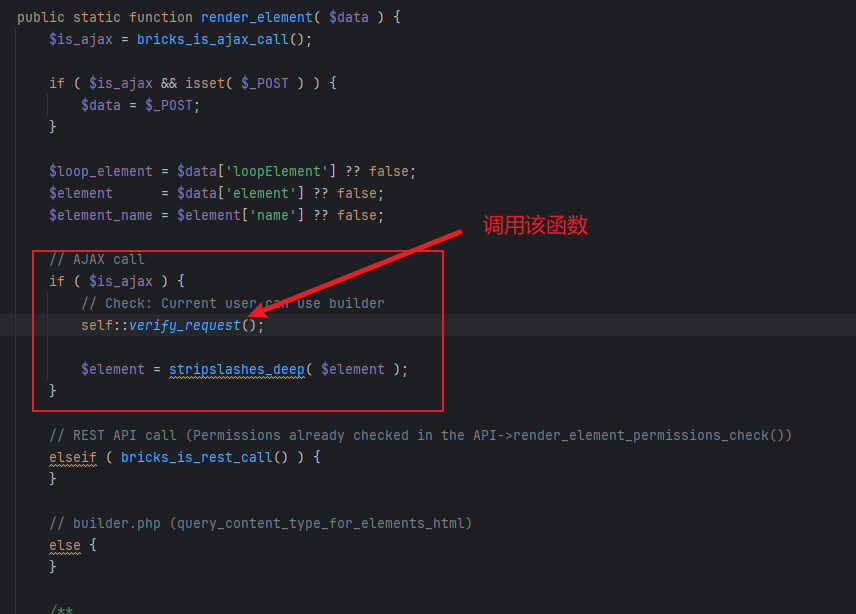 public static function render_element( $data ) {
    $is_ajax = bricks_is_ajax_call();
    if ( $is_ajax && isset( $_POST ) ) {
        $data = $_POST;
    }
    $loop_element = $data['loopElement'] ?? false;
    $element      = $data['element'] ?? false;
    $element_name = $element['name'] ?? false;
调用该函数
    // AJAX call
    if ( $is_ajax ) {
        // Check: Current user can use builder
        self::verify_request();
        $element = stripslashes_deep( $element );
    }
    // REST API call (Permissions already checked in the API->render_element_permissions_check())
    elseif ( bricks_is_rest_call() ) {
    }
    // builder.php (query_content_type_for_elements_html)
    else {
    }
    /**